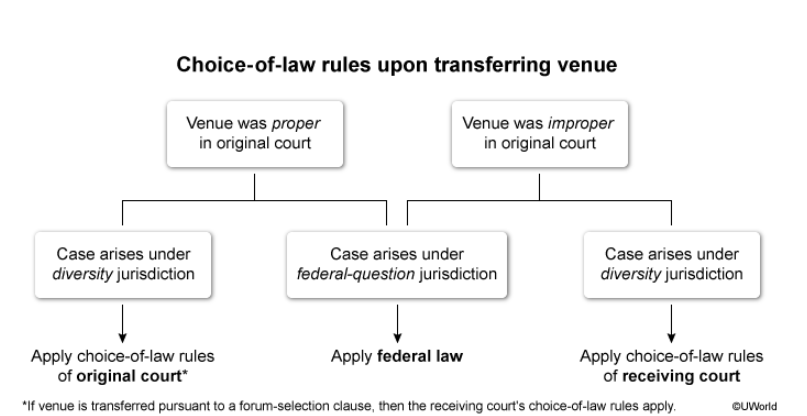 Choice-of-law rules upon transferring venue
Venue was proper
in original court
Venue was improper
in original court
Case arises under
diversity jurisdiction
Case arises under
federal-question jurisdiction
Case arises under
diversity jurisdiction
Apply choice-of-law rules
of original court*
Apply federal law
Apply choice-of-law rules
of receiving court
*If venue is transferred pursuant to a forum-selection clause, then the receiving court's choice-of-law rules apply.
©UWorld